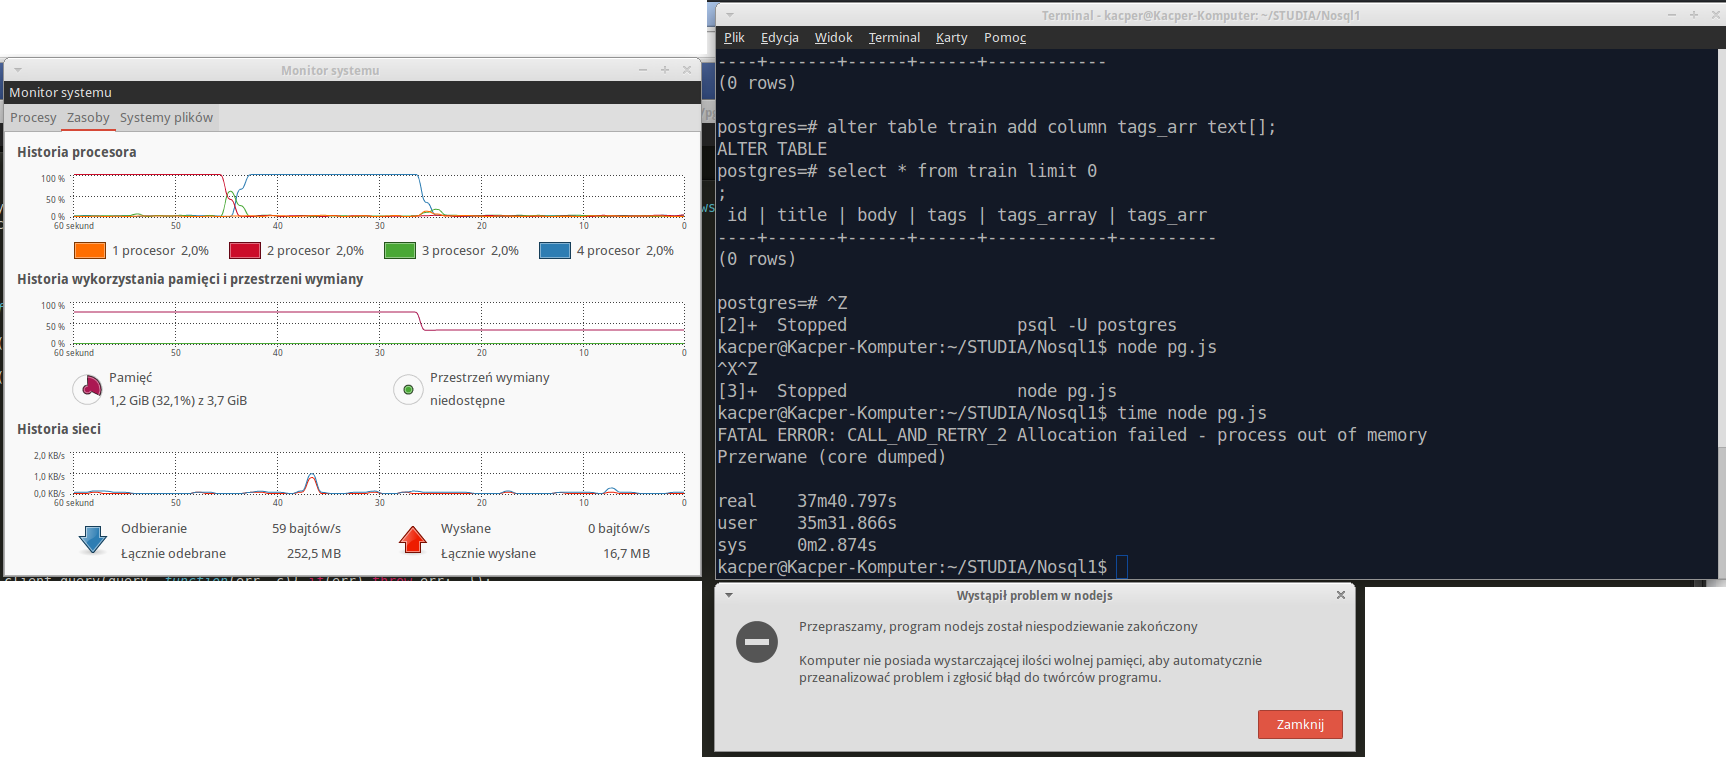 Monitor systemu
Monitor systemu
Procesy Zasoby Systemy plików
Historia procesora
100 %
50 %
0 %
60 sekund 50 40 30 20 10 0
1 procesor 2,0% 2 procesor 2,0% 3 procesor 2,0% 4 procesor 2,0%
Historia wykorzystania pamięci i przestrzeni wymiany
100 %
50 %
0 %
60 sekund 50 40 30 20 10 0
Pamięć
1,2 GiB (32,1%) z 3,7 GiB
Przestrzeń wymiany
niedostępne
Historia sieci
2,0 KB/s
1,0 KB/s
0,0 KB/s
60 sekund 50 40 30 20 10 0
Odbieranie 59 bajtów/s
Łącznie odebrane 252,5 MB
Wysłane 0 bajtów/s
Łącznie wysłane 16,7 MB
Terminal - kacper@Kacper-Komputer: ~/STUDIA/Nosql1
Plik Edycja Widok Terminal Karty Pomoc
----+-------+------+------+------------
(0 rows)
postgres=# alter table train add column tags_arr text[];
ALTER TABLE
postgres=# select * from train limit 0
;
 id | title | body | tags | tags_array | tags_arr
----+-------+------+------+------------+----------
(0 rows)
postgres=# ^Z
[2]+  Stopped                 psql -U postgres
kacper@Kacper-Komputer:~/STUDIA/Nosql1$ node pg.js
^X^Z
[3]+  Stopped                 node pg.js
kacper@Kacper-Komputer:~/STUDIA/Nosql1$ time node pg.js
FATAL ERROR: CALL_AND_RETRY_2 Allocation failed - process out of memory
Przerwane (core dumped)
real    37m40.797s
user    35m31.866s
sys     0m2.874s
kacper@Kacper-Komputer:~/STUDIA/Nosql1$
Wystąpił problem w nodejs
Przepraszamy, program nodejs został niespodziewanie zakończony
Komputer nie posiada wystarczającej ilości wolnej pamięci, aby automatycznie
przeanalizować problem i zgłosić błąd do twórców programu.
Zamknij